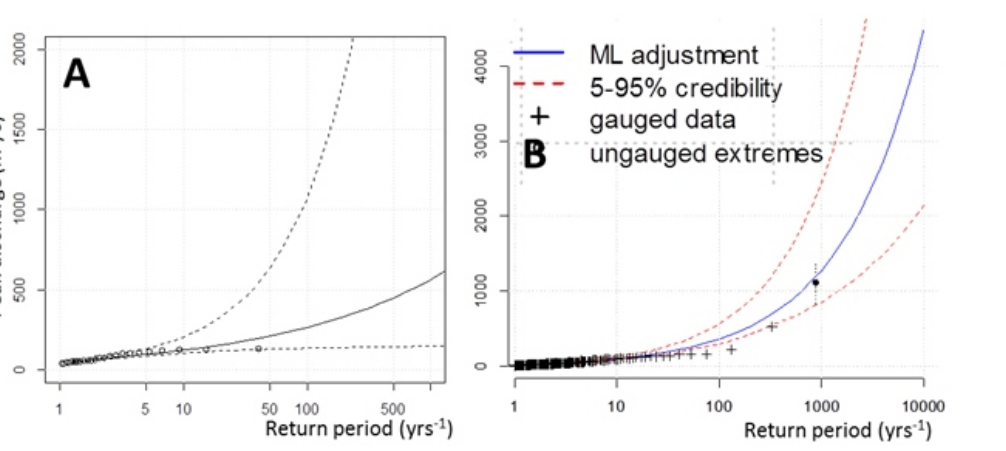 A
2000
1500
1000
500
0
1 5 10 50 100 500
Return period (yrs-1)
ML adjustment
5-95% credibility
gauged data
B
ungauged extremes
4000
3000
2000
1000
0
1 10 100 1000 10000
Return period (yrs-1)